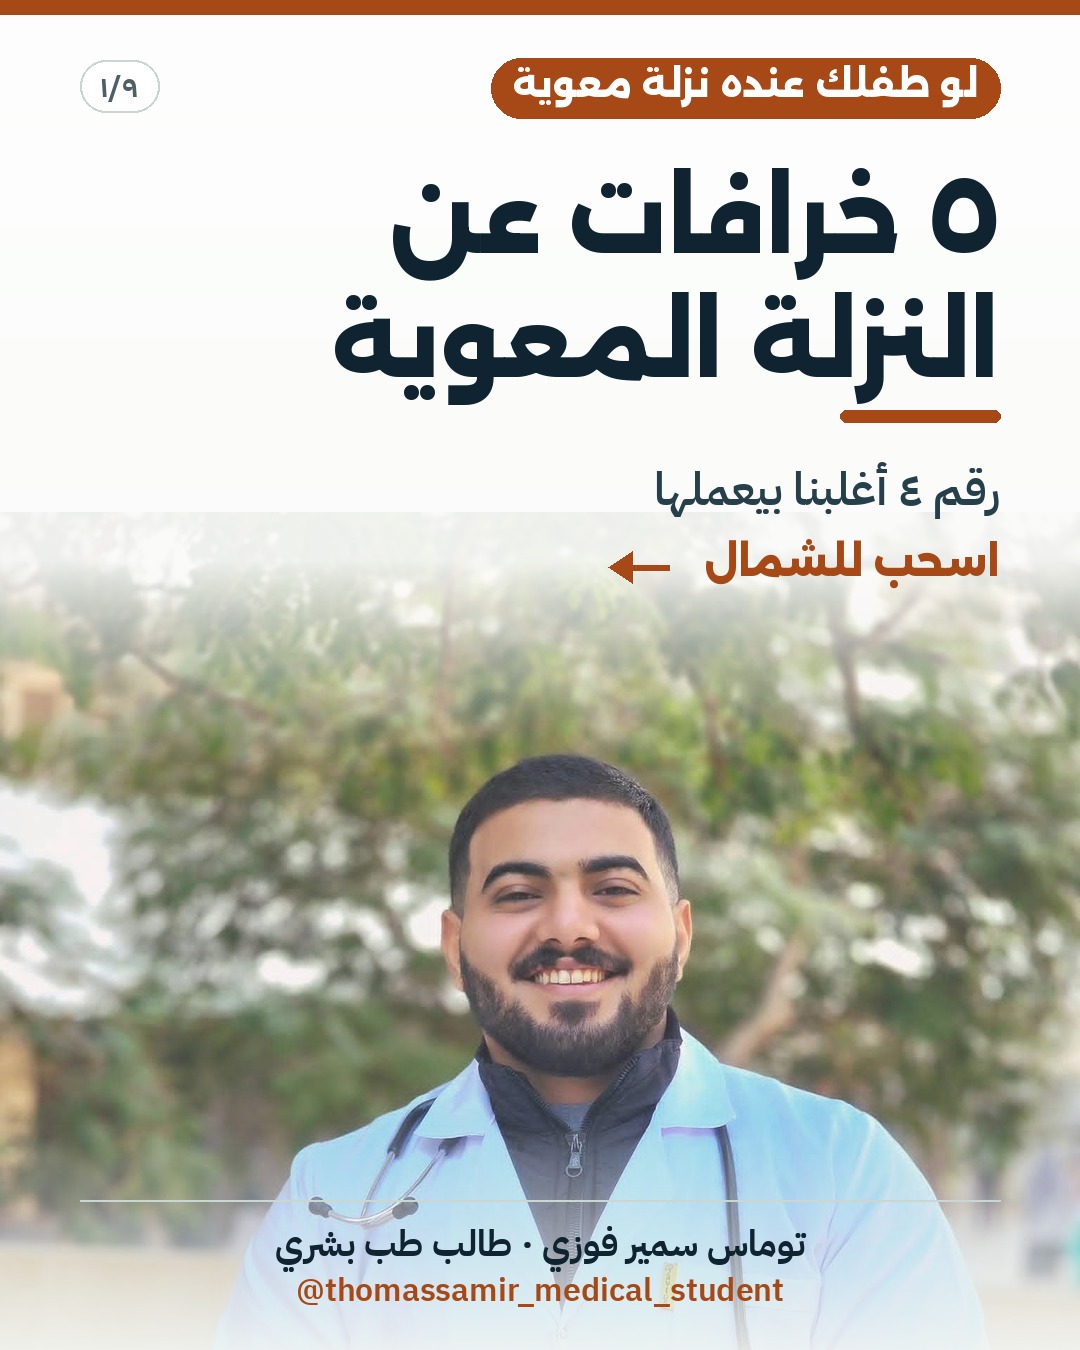 لو طفلك عنده نزلة معوية
١/٩
٥ خرافات عن
النزلة المعوية
رقم ٤ أغلبنا بيعملها
اسحب للشمال
توماس سمير فوزي · طالب طب بشري
@thomassamir_medical_student